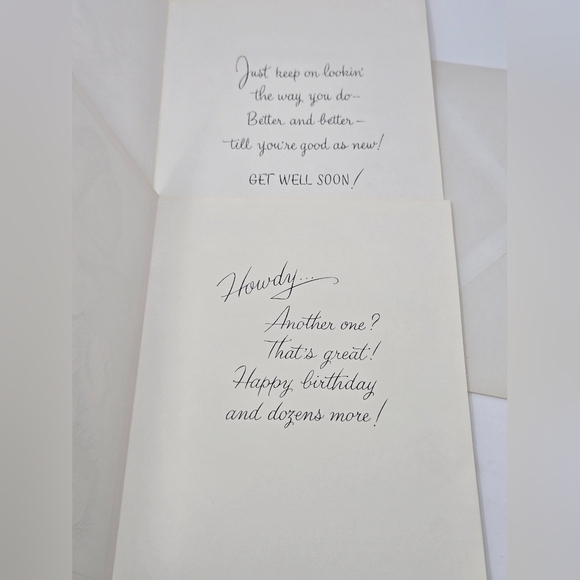 Just keep on lookin'
the way you do—
Better and better—
till you're good as new!
GET WELL SOON!
Howdy...
Another one?
That's great!
Happy birthday
and dozens more!